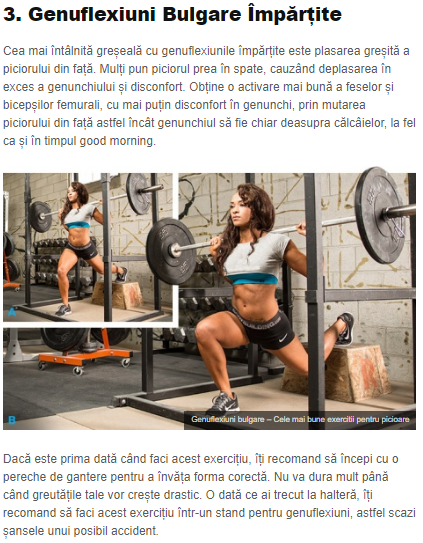 3. Genuflexiuni Bulgare Împărțite
Cea mai întâlnită greșeală cu genuflexiunile împărțite este plasarea greșită a
piciorului din față. Mulți pun piciorul prea în spate, cauzând deplasarea în
exces a genunchiului și disconfort. Obține o activare mai bună a feselor și
bicepșilor femurali, cu mai puțin disconfort în genunchi, prin mutarea
piciorului din față astfel încât genunchiul să fie chiar deasupra călcâielor, la fel
ca și în timpul good morning.
A
B
Genuflexiuni bulgare – Cele mai bune exercitii pentru picioare
Dacă este prima dată când faci acest exercițiu, îți recomand să începi cu o
pereche de gantere pentru a învăța forma corectă. Nu va dura mult până
când greutățile tale vor crește drastic. O dată ce ai trecut la halteră, îți
recomand să faci acest exercițiu într-un stand pentru genuflexiuni, astfel scazi
șansele unui posibil accident.